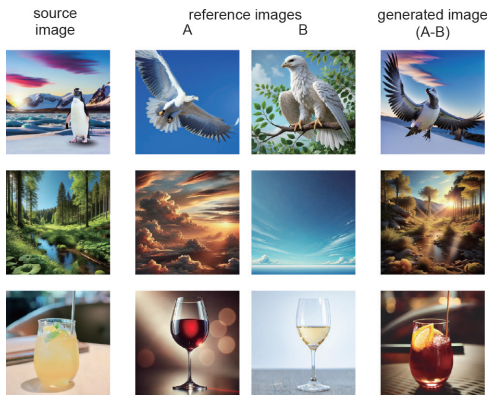 source
image
reference images
A
B
generated image
(A-B)